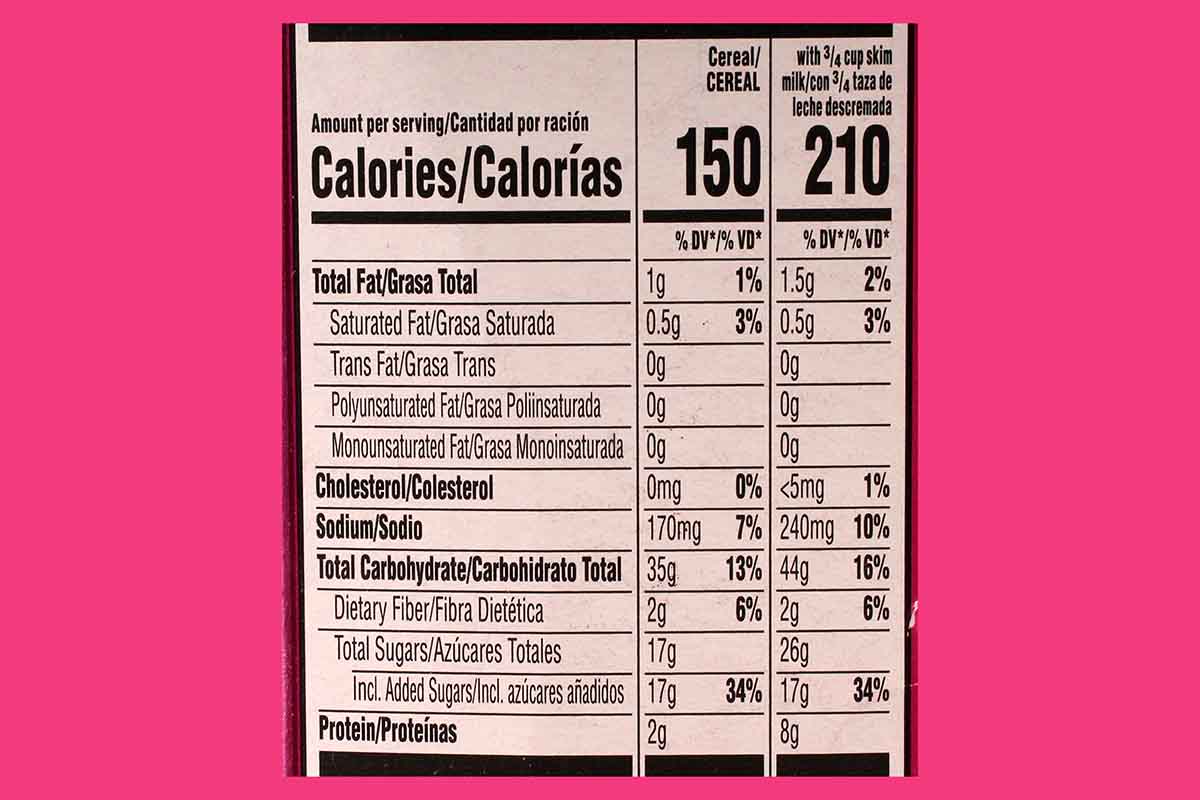 Cereal/
CEREAL
with 3/4 cup skim
milk/con 3/4 taza de
leche descremada
Amount per serving/Cantidad por ración
Calories/Calorías 150 210
% DV*/% VD* % DV*/% VD*
Total Fat/Grasa Total 1g 1% 1.5g 2%
Saturated Fat/Grasa Saturada 0.5g 3% 0.5g 3%
Trans Fat/Grasa Trans 0g 0g
Polyunsaturated Fat/Grasa Poliinsaturada 0g 0g
Monounsaturated Fat/Grasa Monoinsaturada 0g 0g
Cholesterol/Colesterol 0mg 0% <5mg 1%
Sodium/Sodio 170mg 7% 240mg 10%
Total Carbohydrate/Carbohidrato Total 35g 13% 44g 16%
Dietary Fiber/Fibra Dietética 2g 6% 2g 6%
Total Sugars/Azúcares Totales 17g 26g
Incl. Added Sugars/Incl. azúcares añadidos 17g 34% 17g 34%
Protein/Proteínas 2g 8g